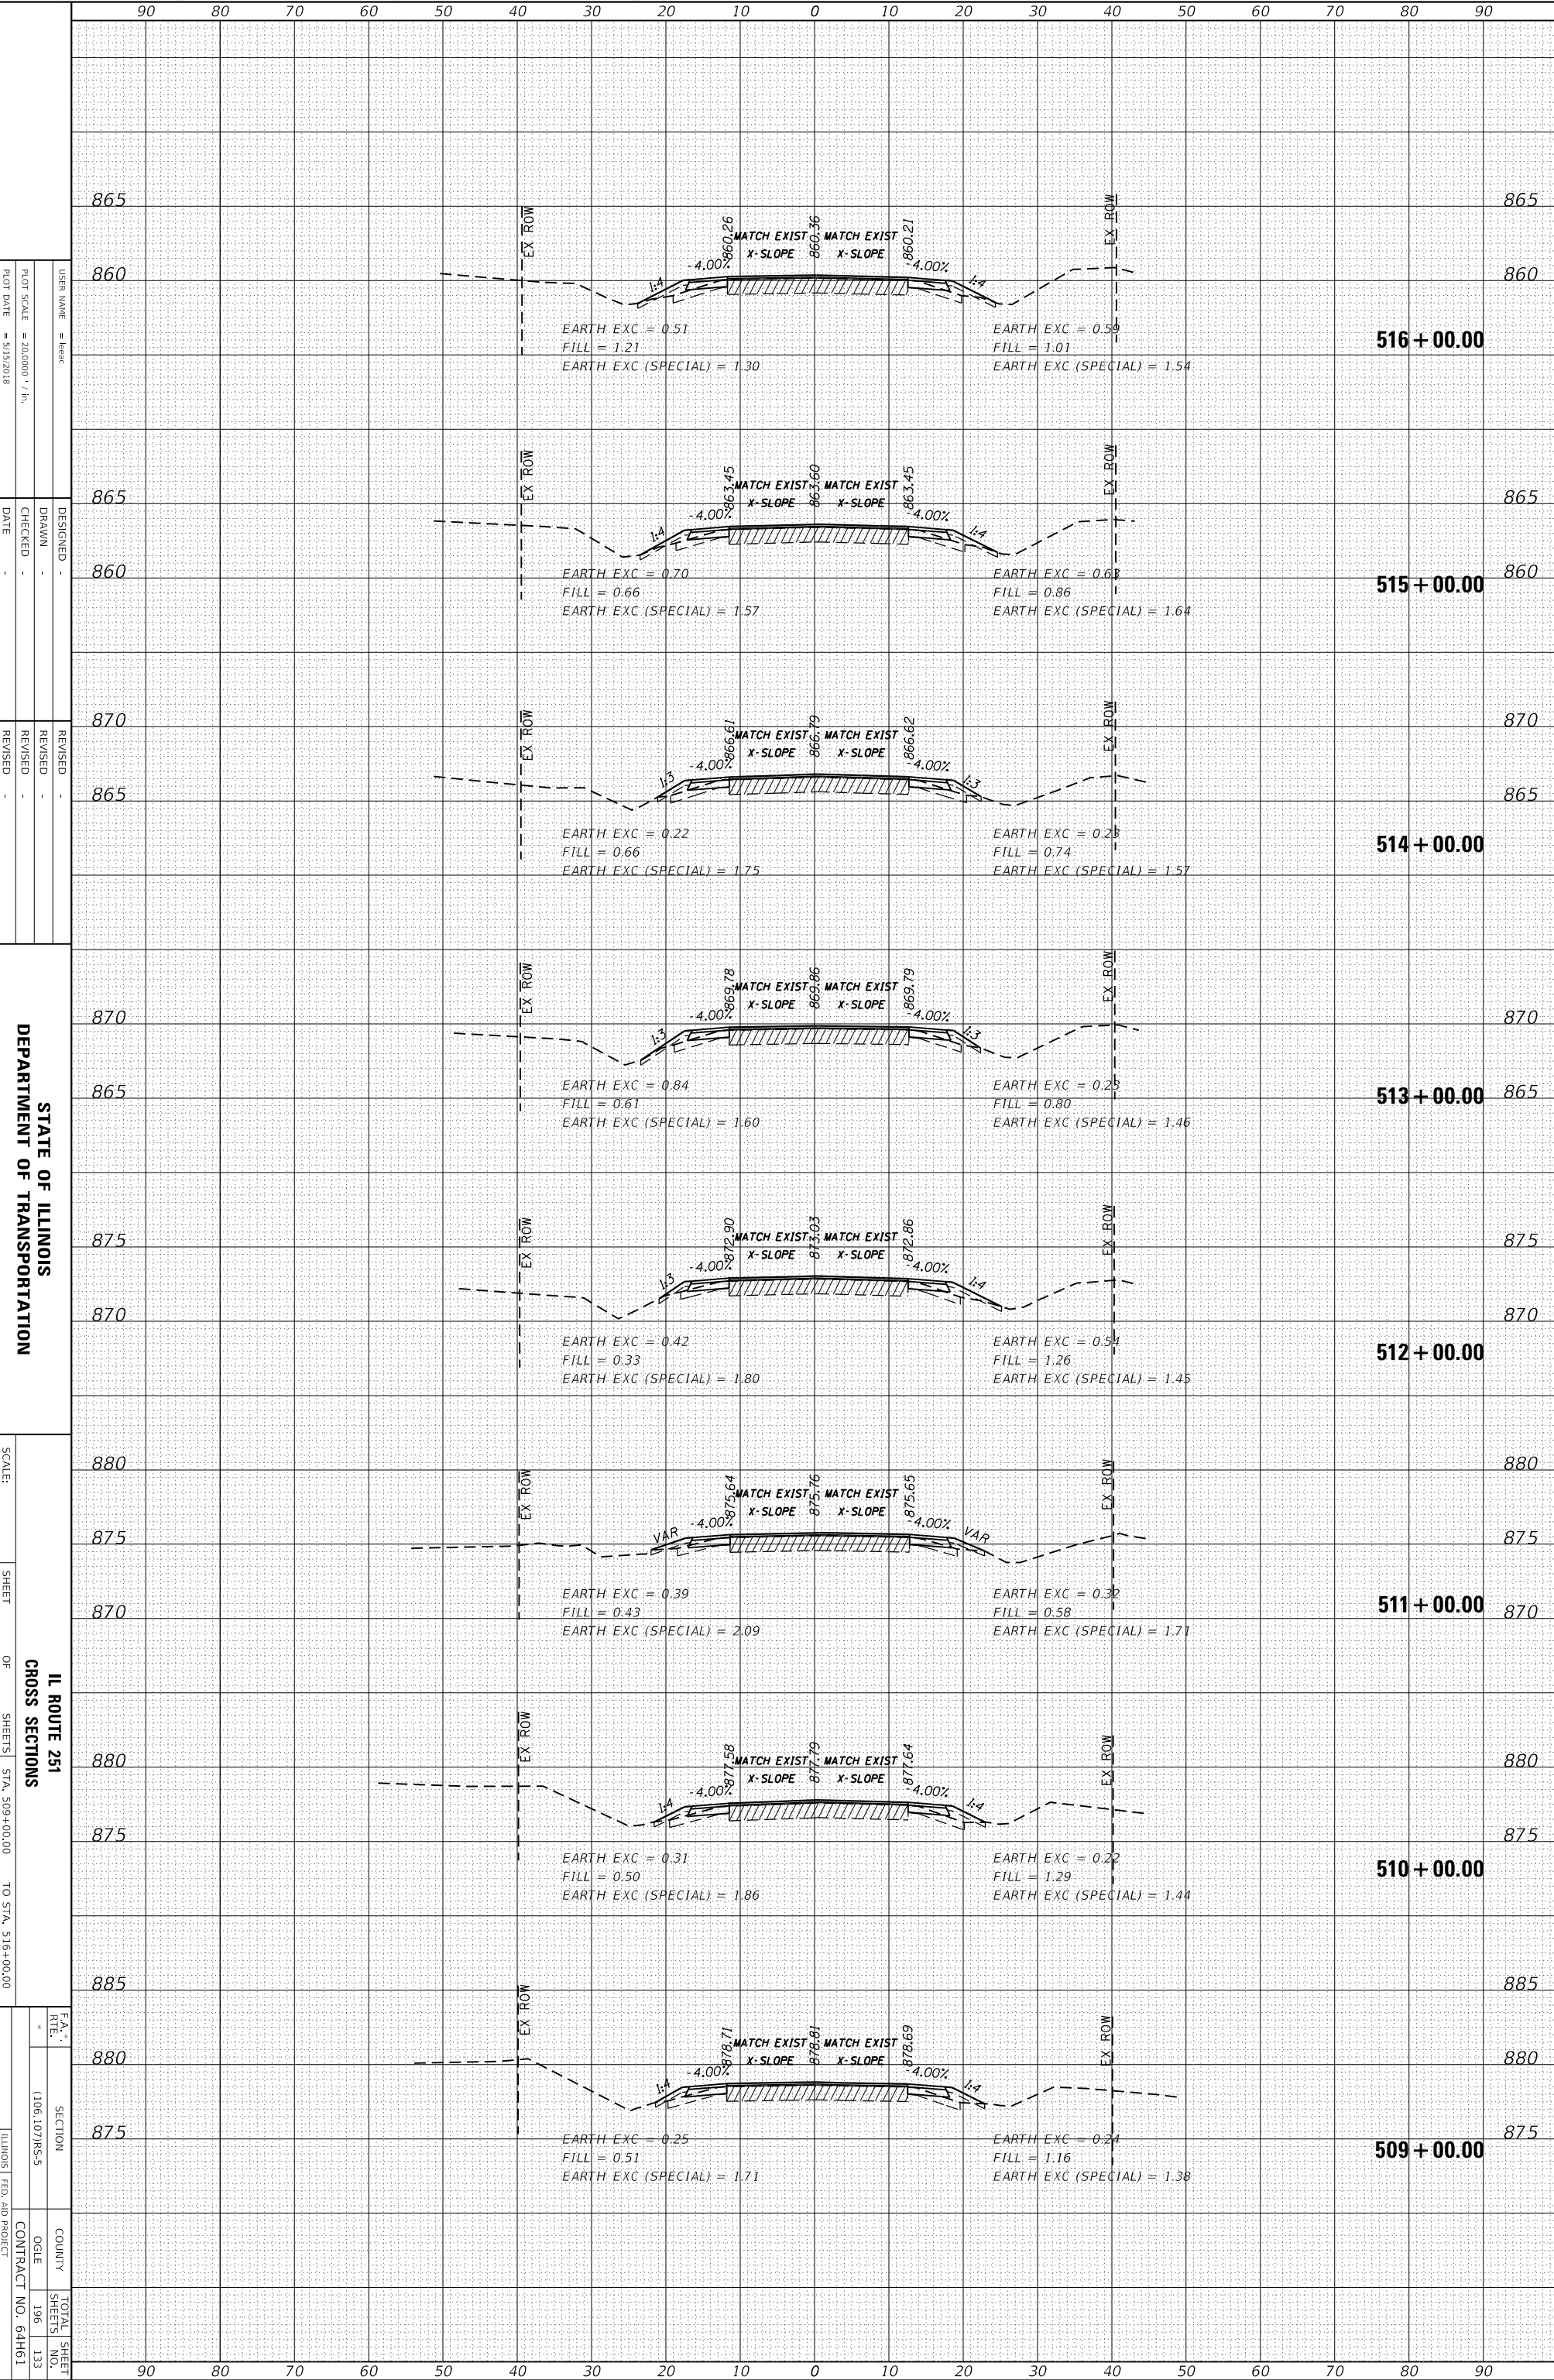 90 80 70 60 50 40 30 20 10 0 10 20 30 40 50 60 70 80 90
865 865
860 860
EX ROW
860.26
860.36
860.21
EX ROW
MATCH EXIST MATCH EXIST
X-SLOPE X-SLOPE
1:4 -4.00% -4.00% 1:4
EARTH EXC = 0.51 EARTH EXC = 0.59
FILL = 1.21 FILL = 1.01
EARTH EXC (SPECIAL) = 1.30 EARTH EXC (SPECIAL) = 1.54
516+00.00
865 865
860 860
EX ROW
863.45
863.60
863.45
EX ROW
MATCH EXIST MATCH EXIST
X-SLOPE X-SLOPE
1:4 -4.00% -4.00% 1:4
EARTH EXC = 0.70 EARTH EXC = 0.63
FILL = 0.66 FILL = 0.86
EARTH EXC (SPECIAL) = 1.57 EARTH EXC (SPECIAL) = 1.64
515+00.00
870 870
865 865
EX ROW
866.61
866.79
866.62
EX ROW
MATCH EXIST MATCH EXIST
X-SLOPE X-SLOPE
1:3 -4.00% -4.00% 1:3
EARTH EXC = 0.22 EARTH EXC = 0.23
FILL = 0.66 FILL = 0.74
EARTH EXC (SPECIAL) = 1.75 EARTH EXC (SPECIAL) = 1.57
514+00.00
870 870
865 865
EX ROW
869.78
869.86
869.79
EX ROW
MATCH EXIST MATCH EXIST
X-SLOPE X-SLOPE
1:3 -4.00% -4.00% 1:3
EARTH EXC = 0.84 EARTH EXC = 0.23
FILL = 0.61 FILL = 0.80
EARTH EXC (SPECIAL) = 1.60 EARTH EXC (SPECIAL) = 1.46
513+00.00
875 875
870 870
EX ROW
872.90
873.03
872.86
EX ROW
MATCH EXIST MATCH EXIST
X-SLOPE X-SLOPE
1:3 -4.00% -4.00% 1:4
EARTH EXC = 0.42 EARTH EXC = 0.54
FILL = 0.33 FILL = 1.26
EARTH EXC (SPECIAL) = 1.80 EARTH EXC (SPECIAL) = 1.45
512+00.00
880 880
875 875
870 870
EX ROW
875.64
875.76
875.65
EX ROW
MATCH EXIST MATCH EXIST
X-SLOPE X-SLOPE
VAR -4.00% -4.00% VAR
EARTH EXC = 0.39 EARTH EXC = 0.32
FILL = 0.43 FILL = 0.58
EARTH EXC (SPECIAL) = 2.09 EARTH EXC (SPECIAL) = 1.71
511+00.00
880 880
875 875
EX ROW
877.58
877.79
877.64
EX ROW
MATCH EXIST MATCH EXIST
X-SLOPE X-SLOPE
1:4 -4.00% -4.00% 1:4
EARTH EXC = 0.31 EARTH EXC = 0.22
FILL = 0.50 FILL = 1.29
EARTH EXC (SPECIAL) = 1.86 EARTH EXC (SPECIAL) = 1.44
510+00.00
885 885
880 880
875 875
EX ROW
878.71
878.81
878.69
EX ROW
MATCH EXIST MATCH EXIST
X-SLOPE X-SLOPE
1:4 -4.00% -4.00% 1:4
EARTH EXC = 0.25 EARTH EXC = 0.24
FILL = 0.51 FILL = 1.16
EARTH EXC (SPECIAL) = 1.71 EARTH EXC (SPECIAL) = 1.38
509+00.00
90 80 70 60 50 40 30 20 10 0 10 20 30 40 50 60 70 80 90
USER NAME = leeac
PLOT SCALE = 20.0000 ' / in.
PLOT DATE = 5/15/2018
DESIGNED -
DRAWN -
CHECKED -
DATE -
REVISED -
REVISED -
REVISED -
REVISED -
STATE OF ILLINOIS
DEPARTMENT OF TRANSPORTATION
IL ROUTE 251
CROSS SECTIONS
SCALE: SHEET OF SHEETS STA. 509+00.00 TO STA. 516+00.00
F.A.*. RTE. SECTION COUNTY TOTAL SHEETS SHEET NO.
* (106,107)RS-5 OGLE 196 133
CONTRACT NO. 64H61
ILLINOIS FED. AID PROJECT